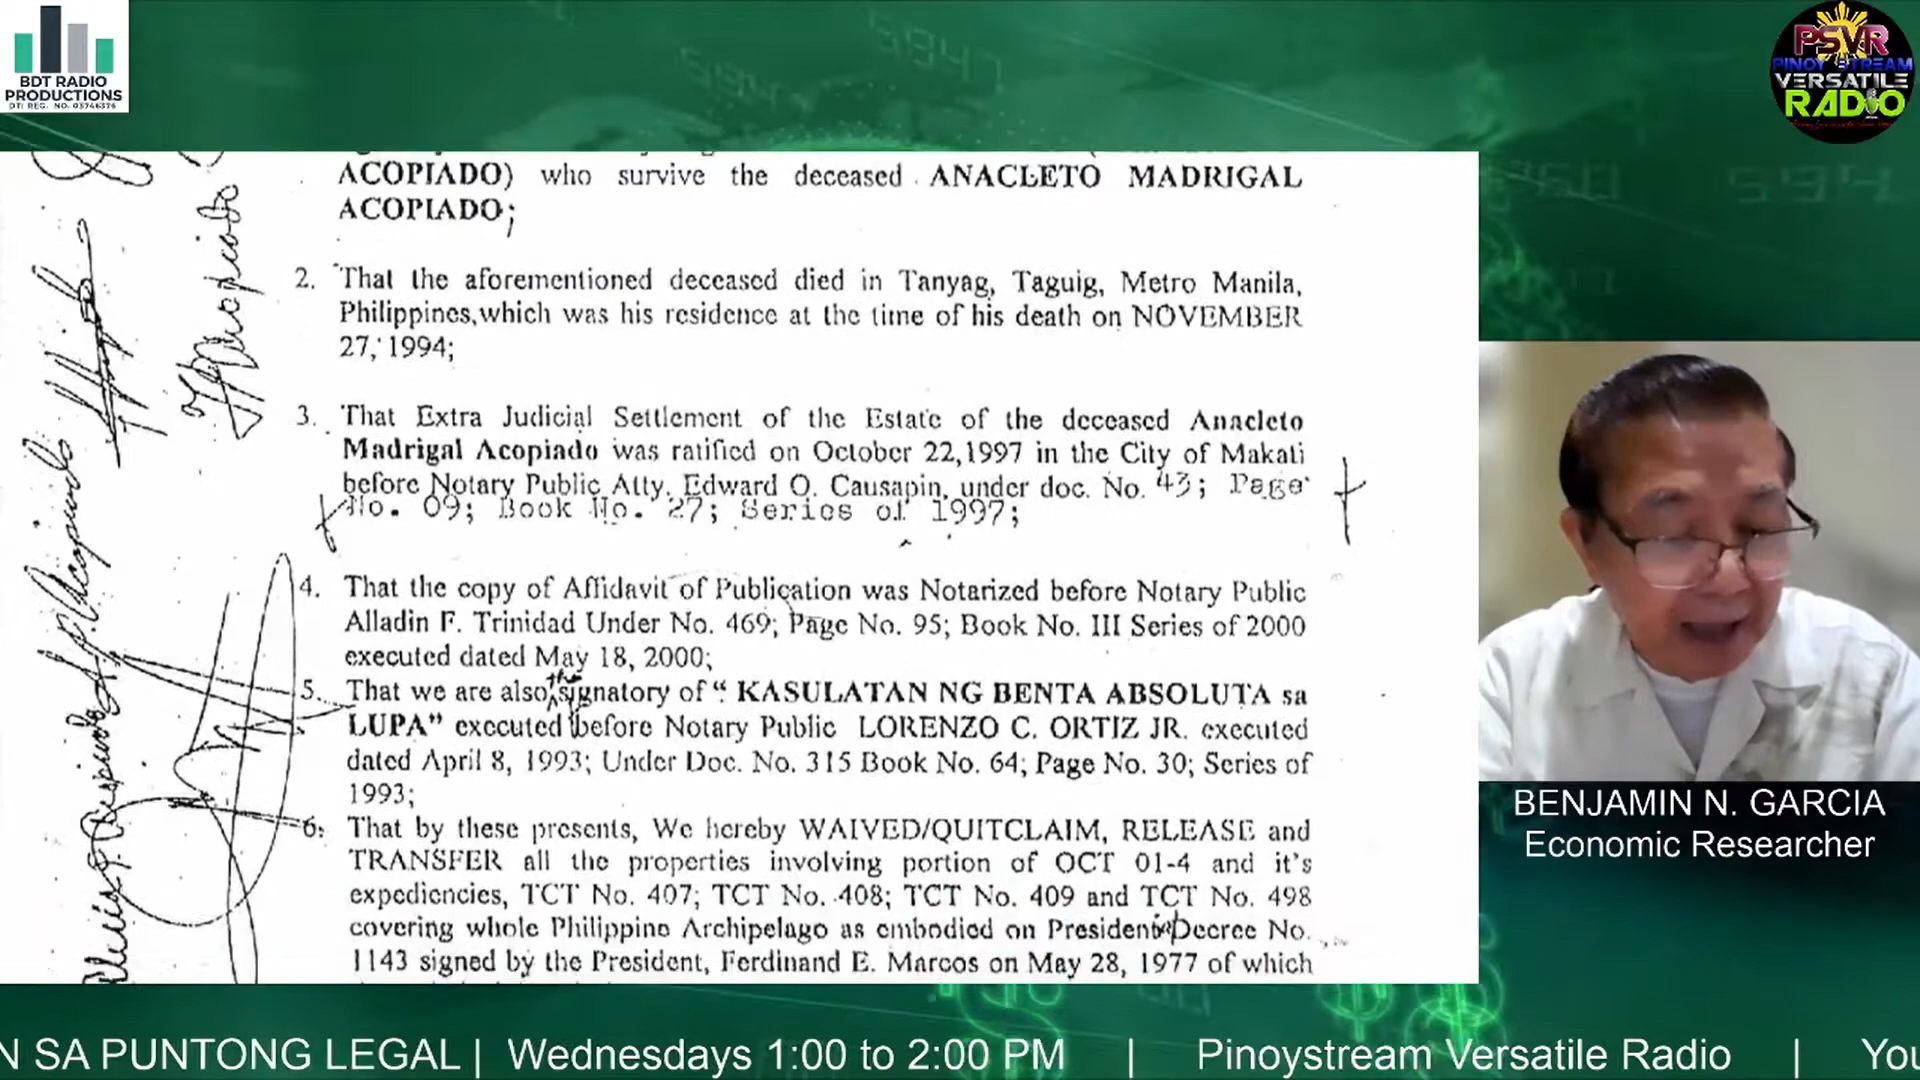 BDT RADIO
PRODUCTIONS
DTI REG. NO. 03746376
PSVR
PINOY STREAM
VERSATILE
RADIO
ACOPIADO) who survive the deceased ANACLETO MADRIGAL
ACOPIADO;
2. That the aforementioned deceased died in Tanyag, Taguig, Metro Manila,
Philippines,which was his residence at the time of his death on NOVEMBER
27, 1994;
3. That Extra Judicial Settlement of the Estate of the deceased Anacleto
Madrigal Acopiado was ratified on October 22,1997 in the City of Makati
before Notary Public Atty. Edward O. Causapin, under doc. No. 43; Page
No. 09; Book No. 27; Series of 1997;
4. That the copy of Affidavit of Publication was Notarized before Notary Public
Alladin F. Trinidad Under No. 469; Page No. 95; Book No. III Series of 2000
executed dated May 18, 2000;
5. That we are also the signatory of “ KASULATAN NG BENTA ABSOLUTA sa
LUPA” executed before Notary Public LORENZO C. ORTIZ JR. executed
dated April 8, 1993; Under Doc. No. 315 Book No. 64; Page No. 30; Series of
1993;
6. That by these presents, We hereby WAIVED/QUITCLAIM, RELEASE and
TRANSFER all the properties involving portion of OCT 01-4 and it's
expediencies, TCT No. 407; TCT No. 408; TCT No. 409 and TCT No. 498
covering whole Philippine Archipelago as embodied on Presidential Decree No.
1143 signed by the President, Ferdinand E. Marcos on May 28, 1977 of which
BENJAMIN N. GARCIA
Economic Researcher
N SA PUNTONG LEGAL | Wednesdays 1:00 to 2:00 PM | Pinoystream Versatile Radio | You